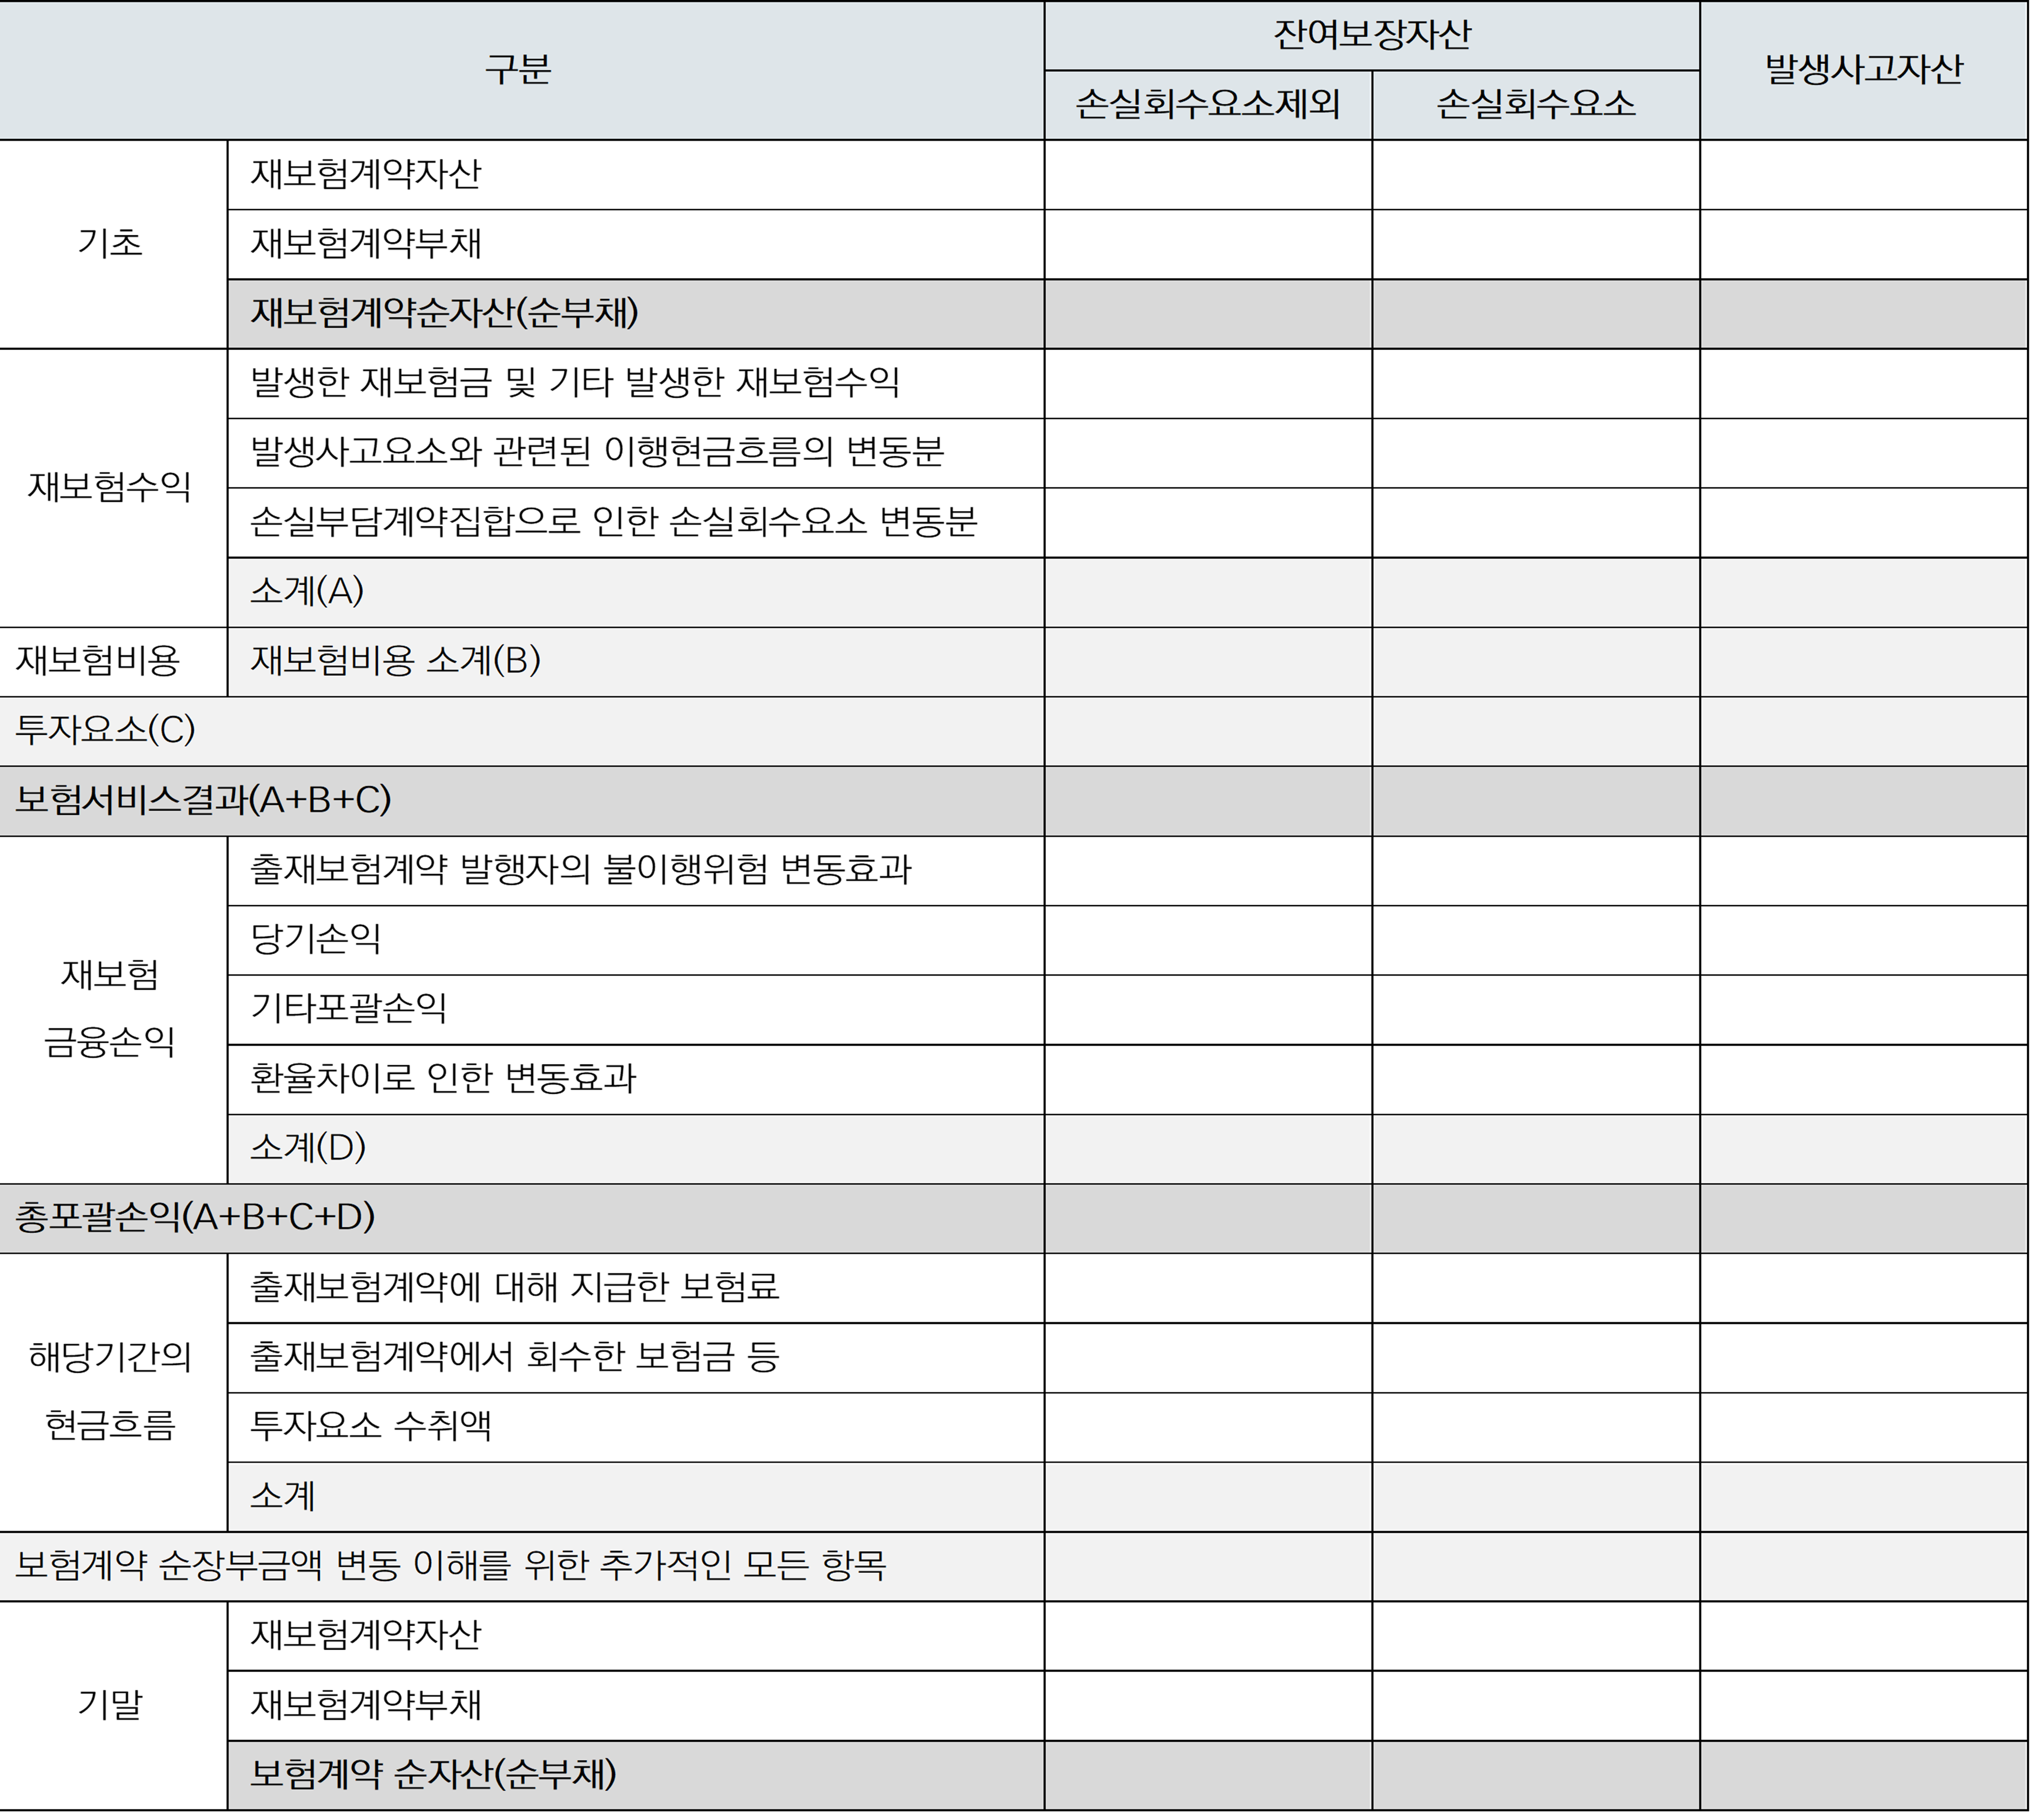 구분
잔여보장자산
발생사고자산
손실회수요소제외
손실회수요소
기초
재보험계약자산
재보험계약부채
재보험계약순자산(순부채)
재보험수익
발생한 재보험금 및 기타 발생한 재보험수익
발생사고요소와 관련된 이행현금흐름의 변동분
손실부담계약집합으로 인한 손실회수요소 변동분
소계(A)
재보험비용
재보험비용 소계(B)
투자요소(C)
보험서비스결과(A+B+C)
재보험
금융손익
출재보험계약 발행자의 불이행위험 변동효과
당기손익
기타포괄손익
환율차이로 인한 변동효과
소계(D)
총포괄손익(A+B+C+D)
해당기간의
현금흐름
출재보험계약에 대해 지급한 보험료
출재보험계약에서 회수한 보험금 등
투자요소 수취액
소계
보험계약 순장부금액 변동 이해를 위한 추가적인 모든 항목
기말
재보험계약자산
재보험계약부채
보험계약 순자산(순부채)